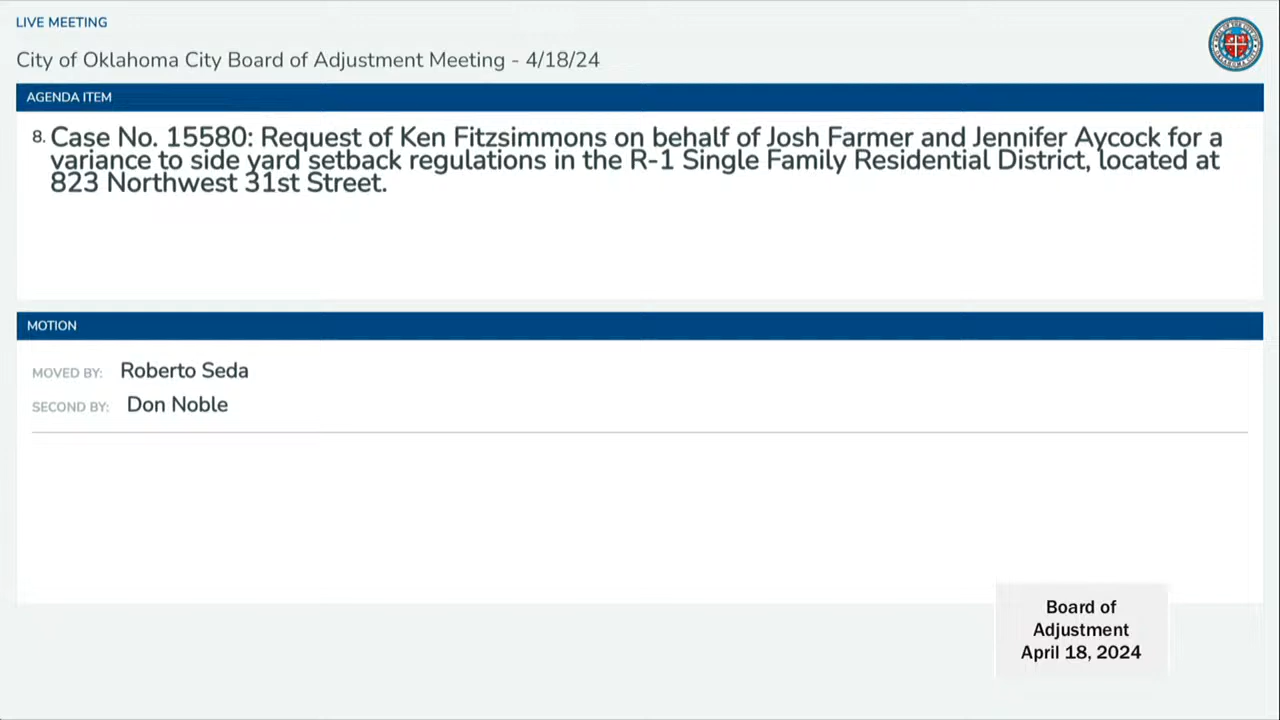 LIVE MEETING
City of Oklahoma City Board of Adjustment Meeting - 4/18/24
AGENDA ITEM
8. Case No. 15580: Request of Ken Fitzsimmons on behalf of Josh Farmer and Jennifer Aycock for a
variance to side yard setback regulations in the R-1 Single Family Residential District, located at
823 Northwest 31st Street.
MOTION
MOVED BY: Roberto Seda
SECOND BY: Don Noble
Board of
Adjustment
April 18, 2024